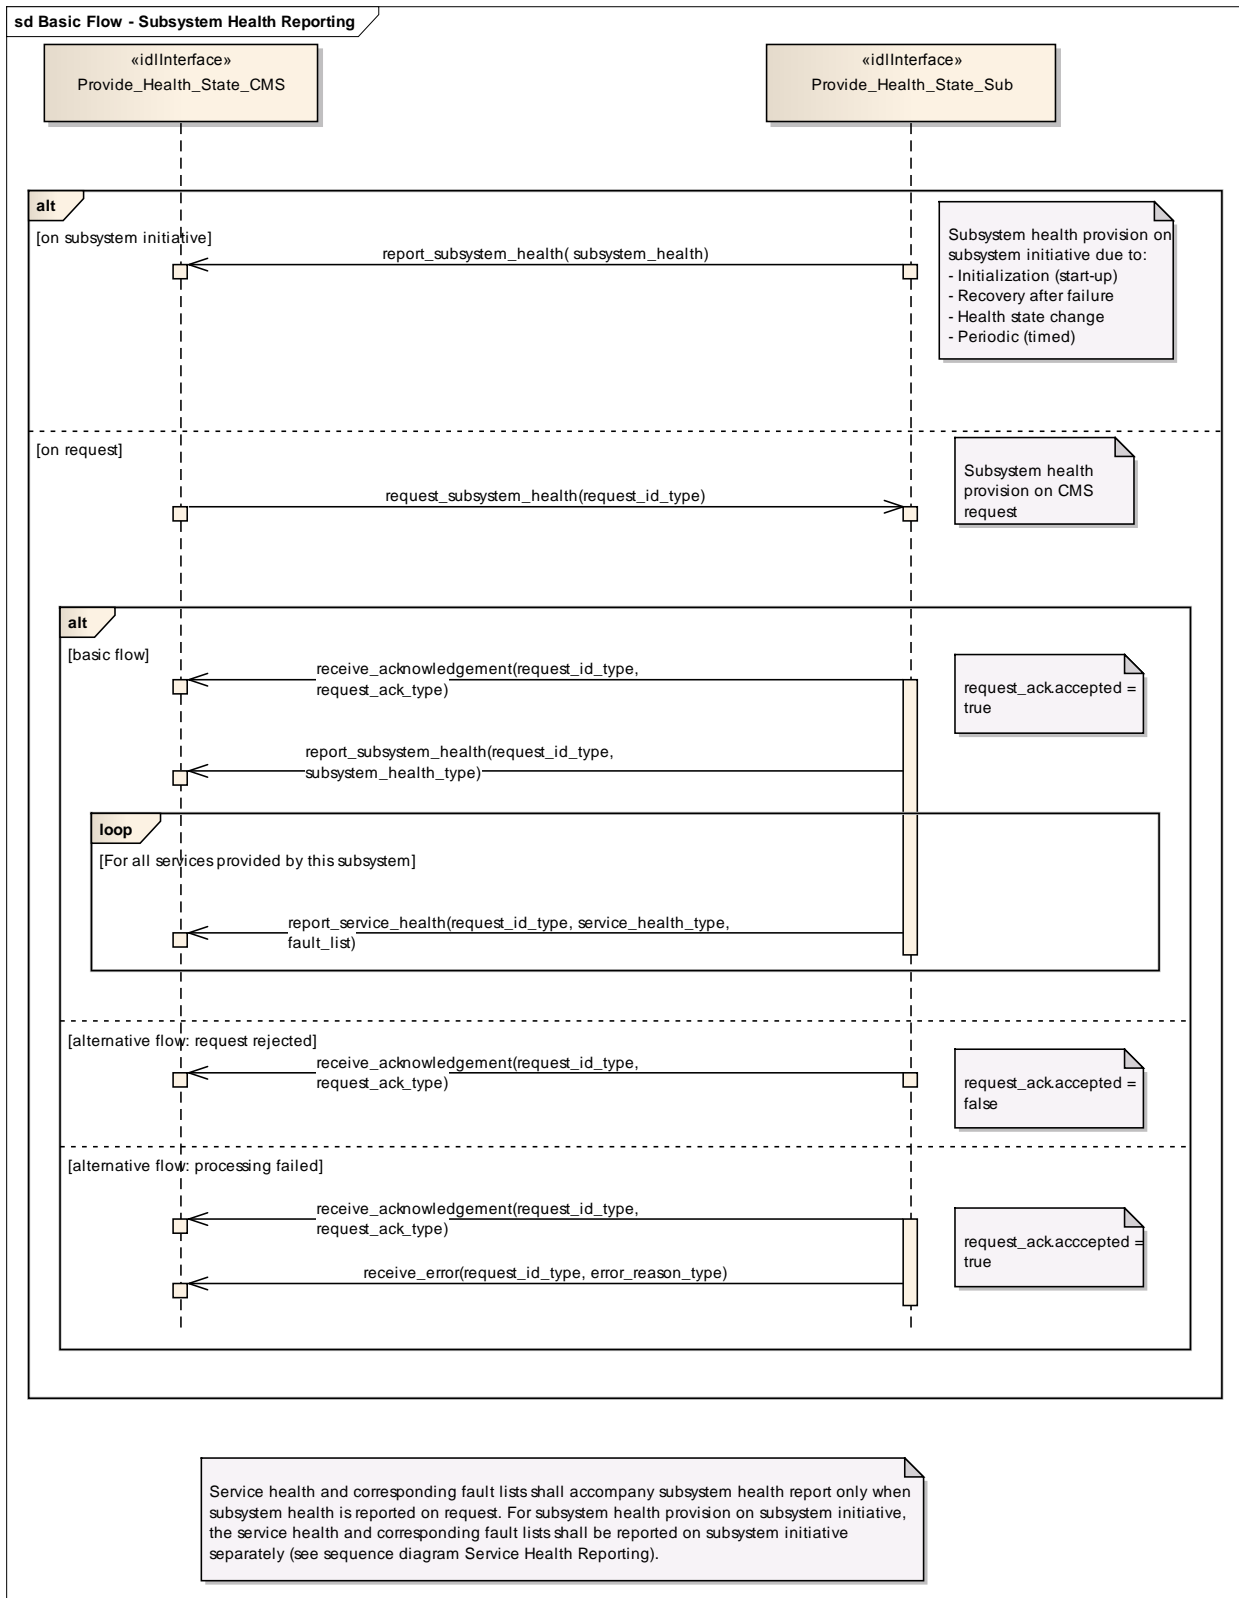 sd Basic Flow - Subsystem Health Reporting
«idlInterface»
Provide_Health_State_CMS
«idlInterface»
Provide_Health_State_Sub
alt
[on subsystem initiative]
report_subsystem_health( subsystem_health)
Subsystem health provision on
subsystem initiative due to:
- Initialization (start-up)
- Recovery after failure
- Health state change
- Periodic (timed)
[on request]
request_subsystem_health(request_id_type)
Subsystem health
provision on CMS
request
alt
[basic flow]
receive_acknowledgement(request_id_type,
request_ack_type)
request_ack.accepted =
true
report_subsystem_health(request_id_type,
subsystem_health_type)
loop
[For all services provided by this subsystem]
report_service_health(request_id_type, service_health_type,
fault_list)
[alternative flow: request rejected]
receive_acknowledgement(request_id_type,
request_ack_type)
request_ack.accepted =
false
[alternative flow: processing failed]
receive_acknowledgement(request_id_type,
request_ack_type)
request_ack.acccepted =
true
receive_error(request_id_type, error_reason_type)
Service health and corresponding fault lists shall accompany subsystem health report only when
subsystem health is reported on request. For subsystem health provision on subsystem initiative,
the service health and corresponding fault lists shall be reported on subsystem initiative
separately (see sequence diagram Service Health Reporting).